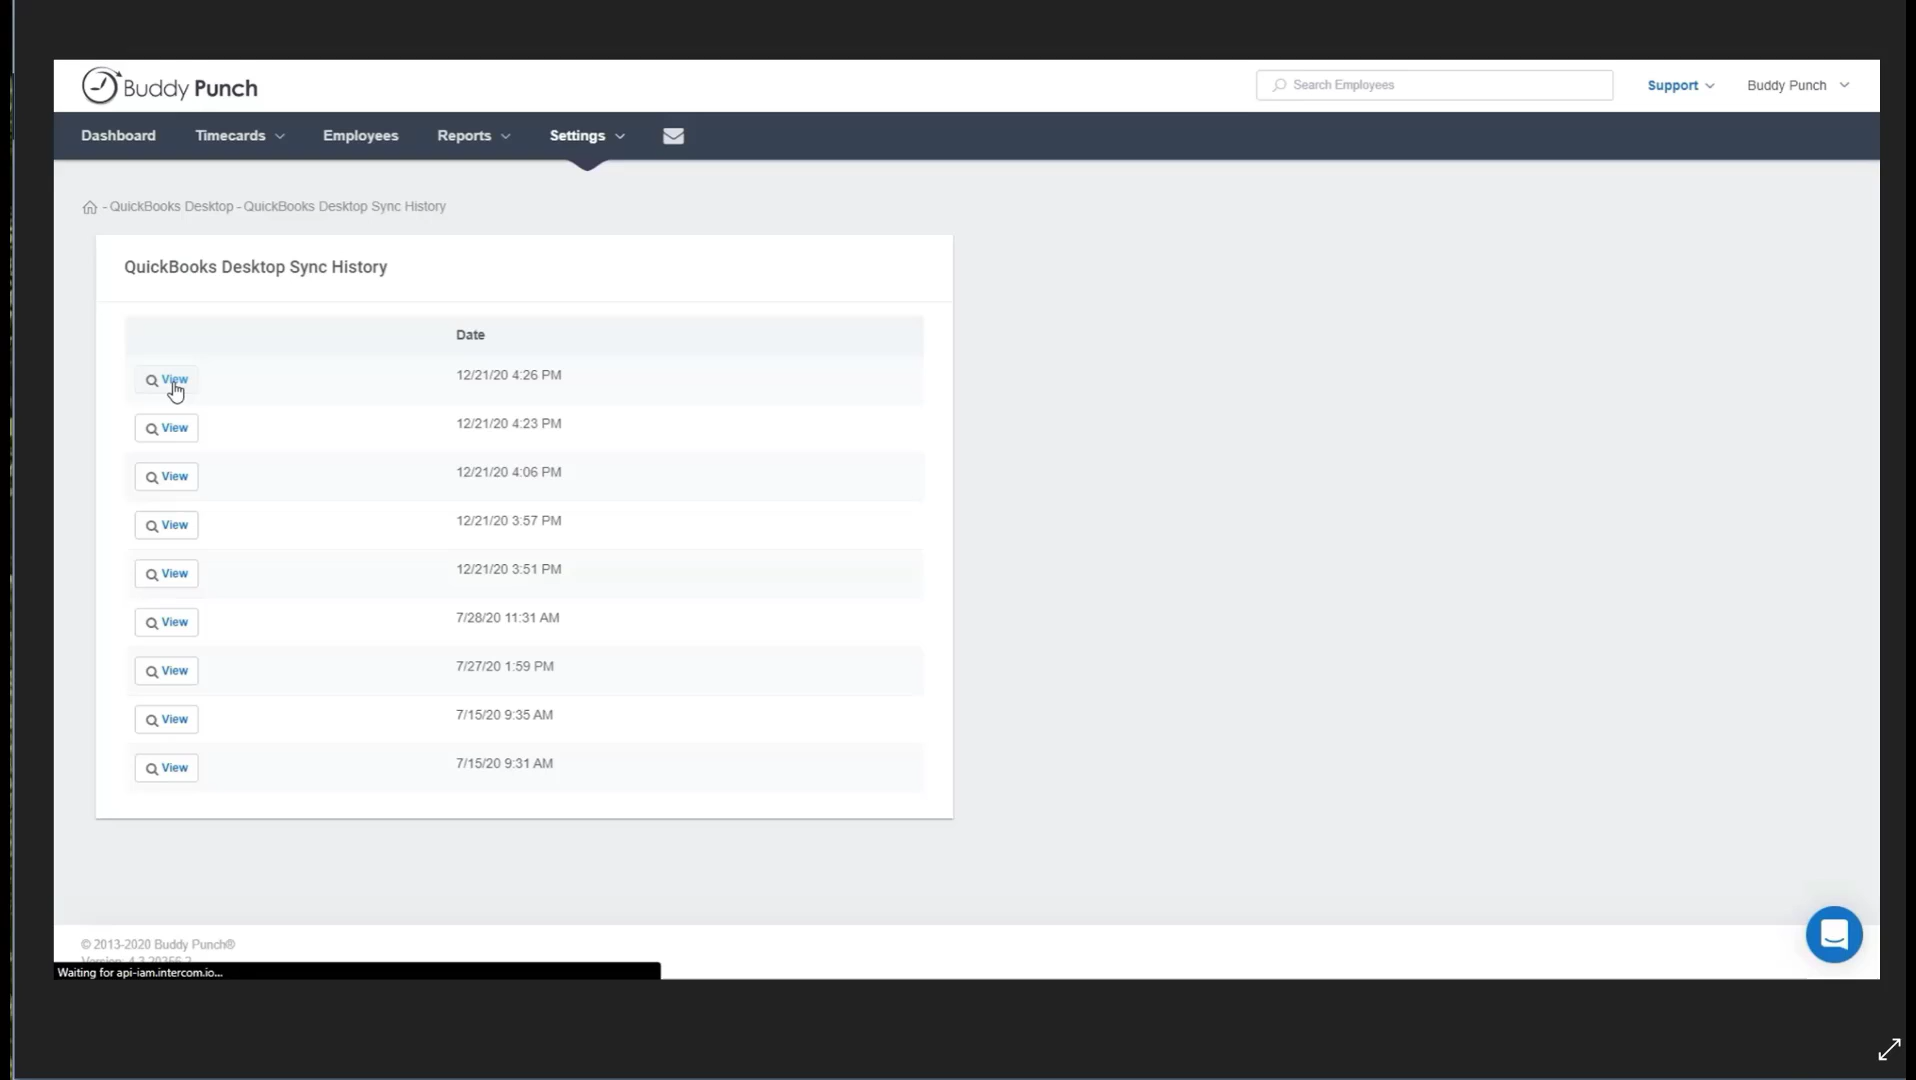 Buddy Punch
Search Employees
Support
Buddy Punch
Dashboard
Timecards
Employees
Reports
Settings
- QuickBooks Desktop - QuickBooks Desktop Sync History
QuickBooks Desktop Sync History
Date
View 12/21/20 4:26 PM
View 12/21/20 4:23 PM
View 12/21/20 4:06 PM
View 12/21/20 3:57 PM
View 12/21/20 3:51 PM
View 7/28/20 11:31 AM
View 7/27/20 1:59 PM
View 7/15/20 9:35 AM
View 7/15/20 9:31 AM
© 2013-2020 Buddy Punch®
Version:
Waiting for api-iam.intercom.io...